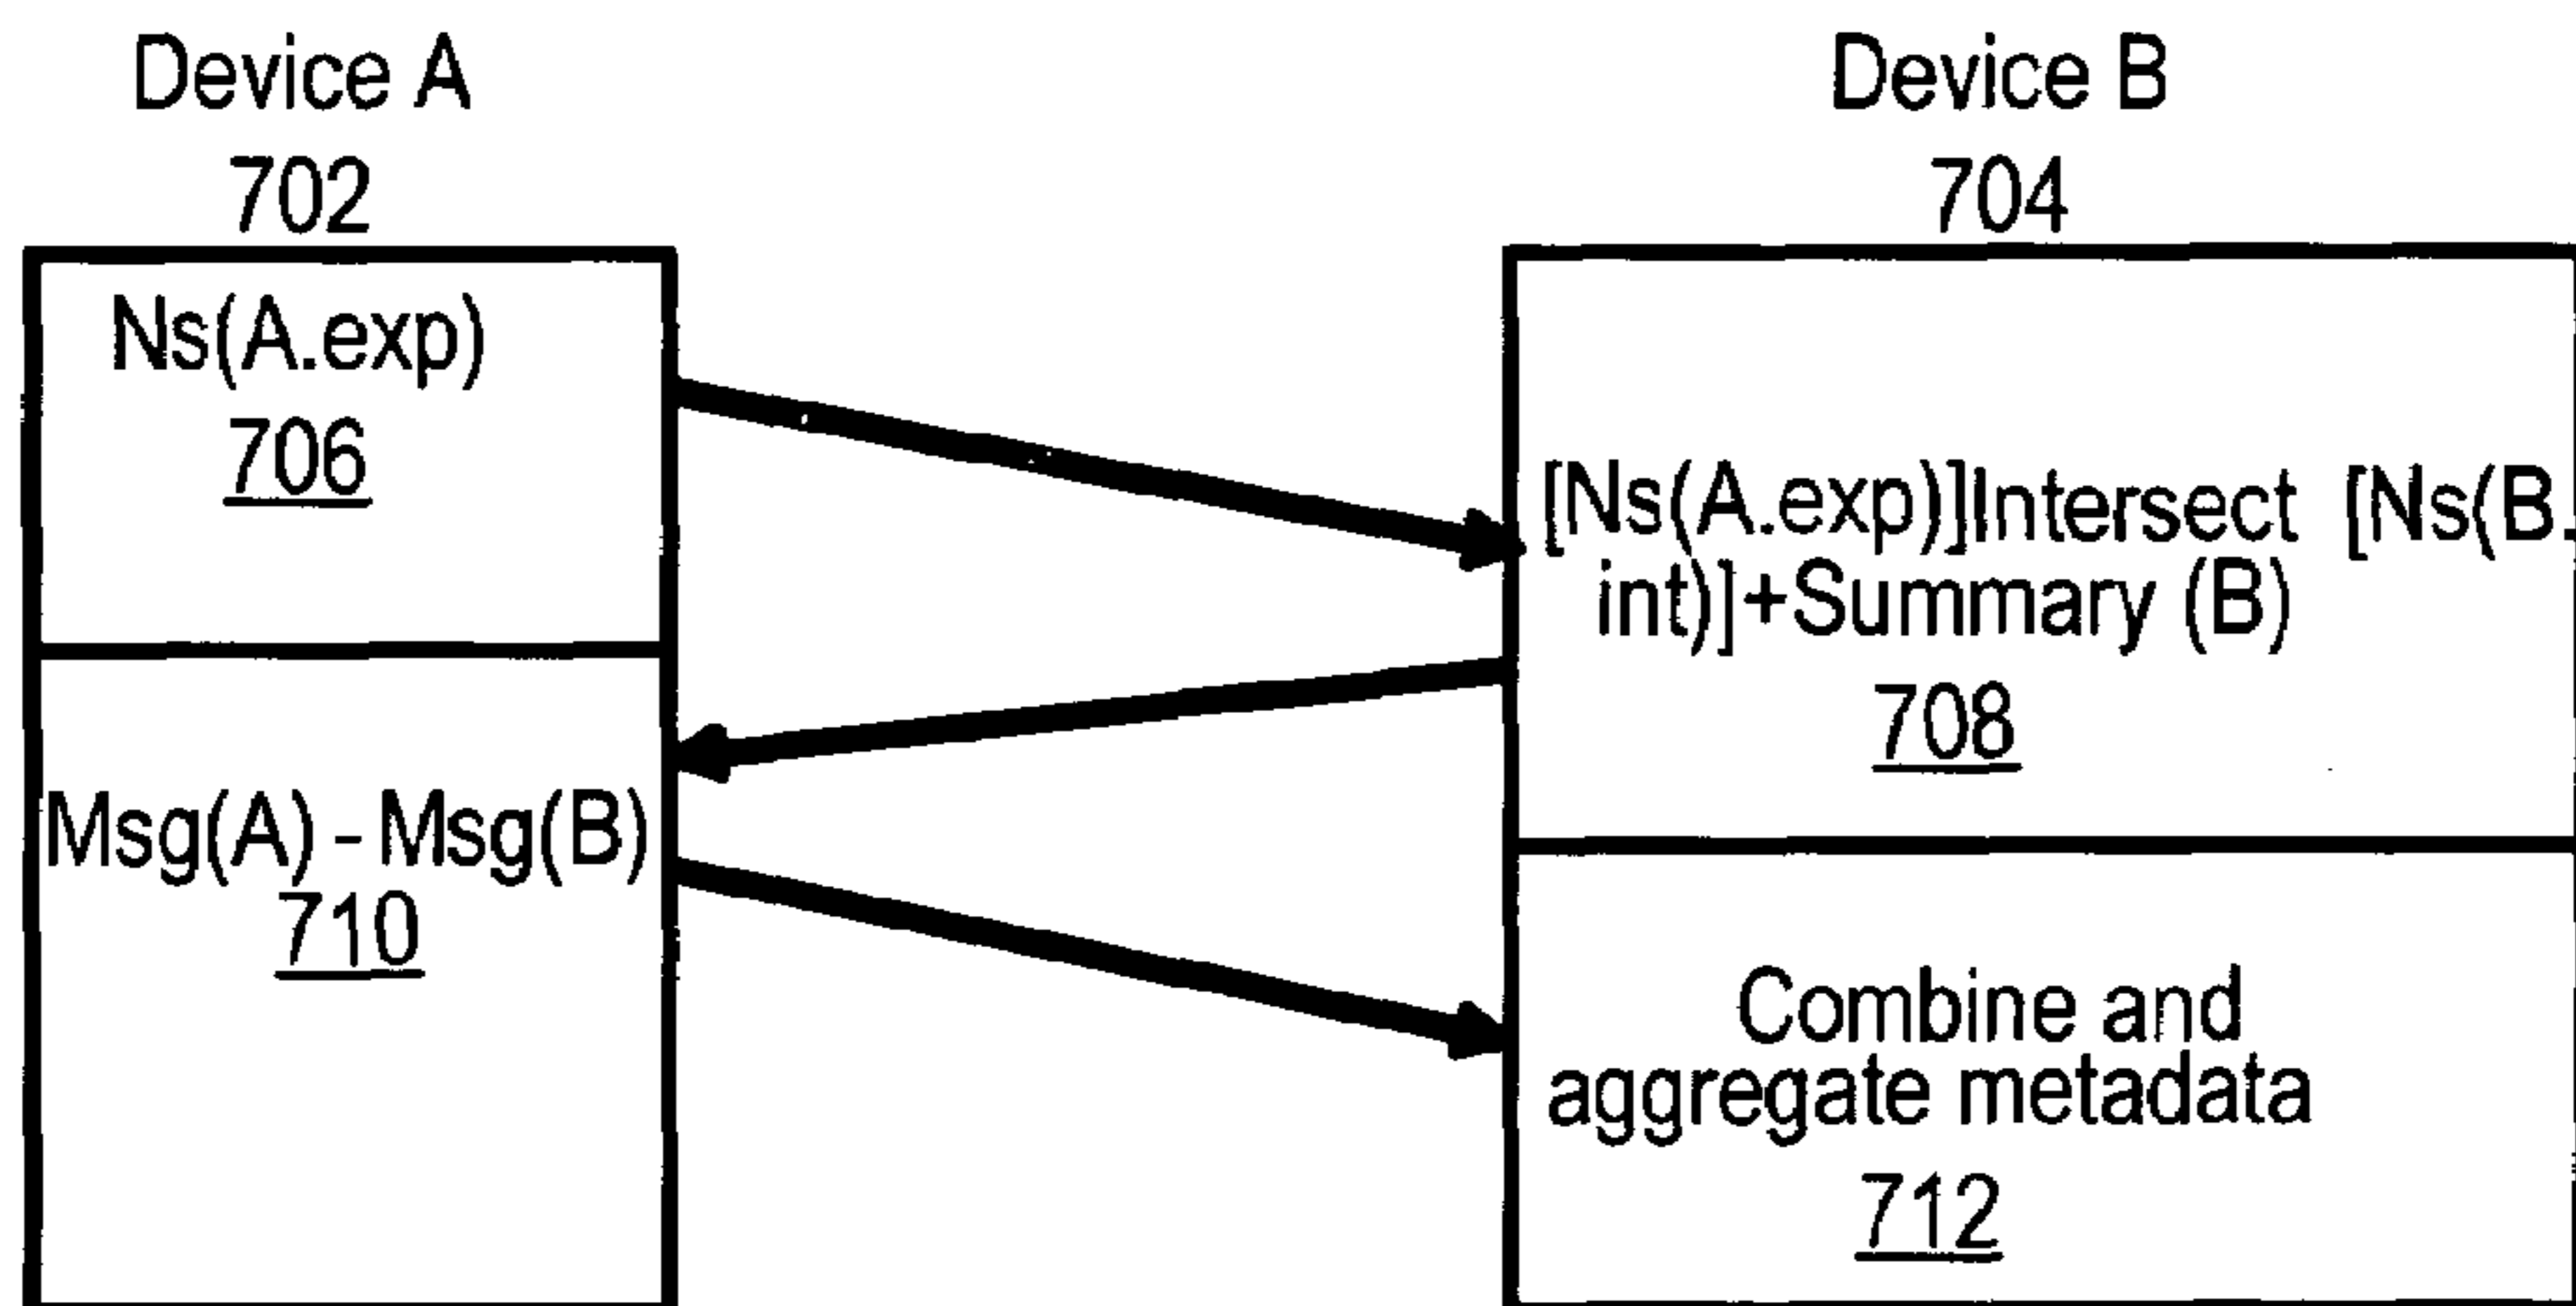 Device A
702
Device B
704
Ns(A.exp)
706
[Ns(A.exp)]Intersect [Ns(B.
int)]+Summary (B)
708
Msg(A) - Msg(B)
710
Combine and
aggregate metadata
712